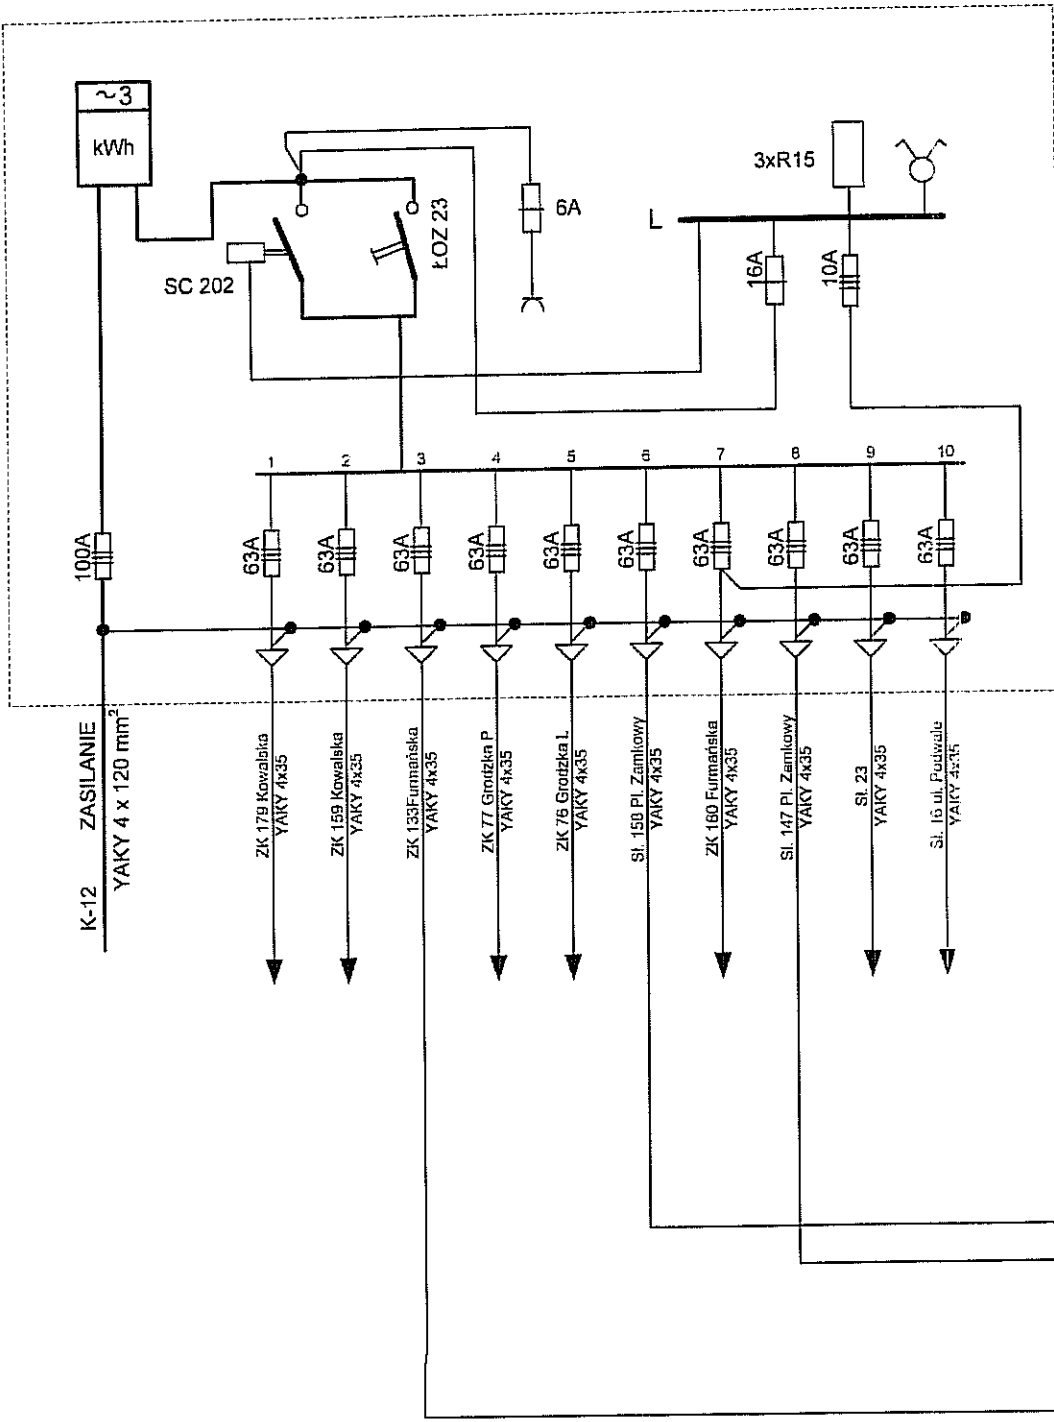 ~3
kWh
SC 202
ŁOZ 23
6A
3xR15
L
16A
10A
1 2 3 4 5 6 7 8 9 10
100A
63A 63A 63A 63A 63A 63A 63A 63A 63A 63A
K-12 ZASILANIE
YAKY 4 x 120 mm²
ZK 179 Kowalska
YAKY 4x35
ZK 159 Kowalska
YAKY 4x35
ZK 133Furmańska
YAKY 4x35
ZK 77 Grodzka P
YAKY 4x35
ZK 76 Grodzka L
YAKY 4x35
Sł. 158 Pl. Zamkowy
YAKY 4x35
ZK 160 Furmańska
YAKY 4x35
Sł. 147 Pl. Zamkowy
YAKY 4x35
Sł. 23
YAKY 4x35
Sł. 16 ul. Podwale
YAKY 4x35